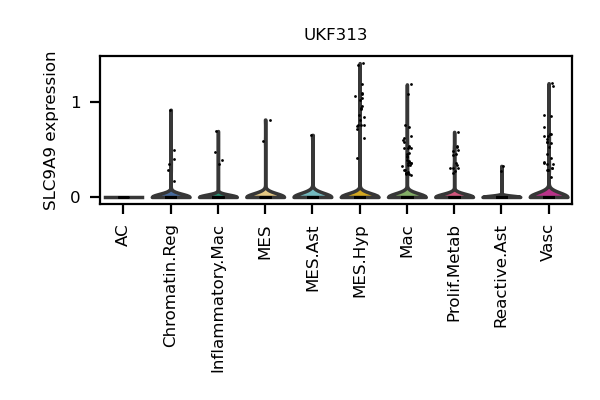 UKF313
SLC9A9 expression
1
0
AC
Chromatin.Reg
Inflammatory.Mac
MES
MES.Ast
MES.Hyp
Mac
Prolif.Metab
Reactive.Ast
Vasc